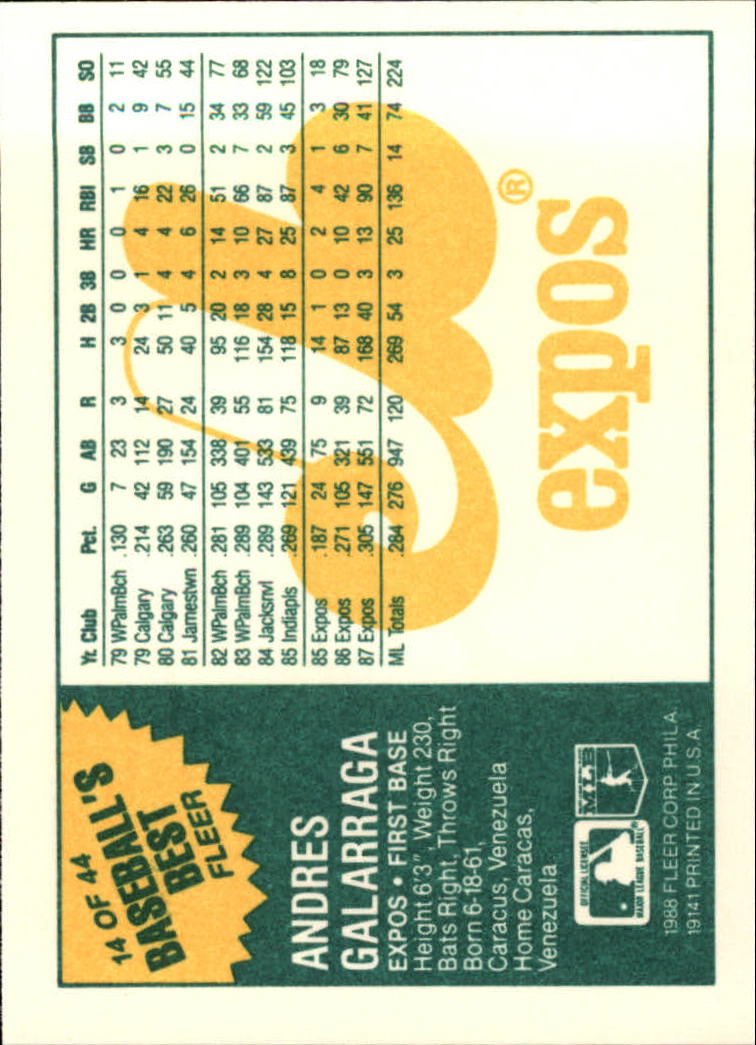 14 OF 44
BASEBALL'S
BEST
FLEER
ANDRES
GALARRAGA
EXPOS • FIRST BASE
Height 6'3", Weight 230,
Bats Right, Throws Right
Born 6-18-61,
Caracus, Venezuela
Home Caracas,
Venezuela
OFFICIAL LICENSEE
MAJOR LEAGUE BASEBALL
MLB
1988 FLEER CORP. PHILA.
19141 PRINTED IN U.S.A.
Yr. Club Pct. G AB R H 2B 3B HR RBI SB BB SO
79 WPalmBch .130 7 23 3 3 0 0 0 1 0 2 11
79 Calgary .214 42 112 14 24 3 1 4 16 1 9 42
80 Calgary .263 59 190 27 50 11 4 4 22 3 7 55
81 Jamestwn .260 47 154 24 40 5 4 6 26 0 15 44
82 WPalmBch .281 105 338 39 95 20 2 14 51 2 34 77
83 WPalmBch .289 104 401 55 116 18 3 10 66 7 33 68
84 Jacksnvl .289 143 533 81 154 28 4 27 87 2 59 122
85 Indiapls .269 121 439 75 118 15 8 25 87 3 45 103
85 Expos .187 24 75 9 14 1 0 2 4 1 3 18
86 Expos .271 105 321 39 87 13 0 10 42 6 30 79
87 Expos .305 147 551 72 168 40 3 13 90 7 41 127
ML Totals .284 276 947 120 269 54 3 25 136 14 74 224
®
expos